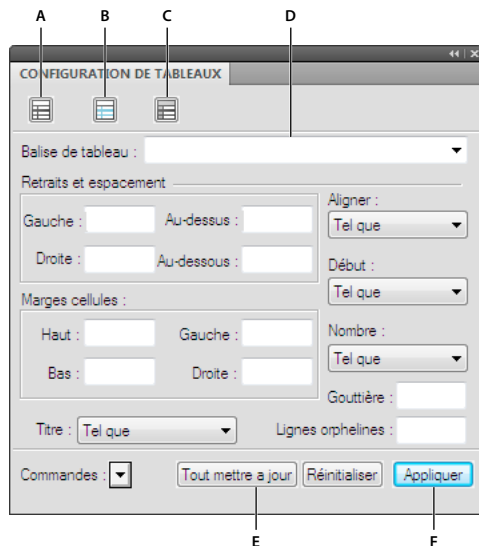 A B C D
CONFIGURATION DE TABLEAUX
Balise de tableau :
Retraits et espacement
Gauche : Au-dessus :
Droite : Au-dessous :
Aligner :
Tel que
Début :
Tel que
Marges cellules :
Haut : Gauche :
Bas : Droite :
Nombre :
Tel que
Gouttière :
Titre : Tel que
Lignes orphelines :
Commandes : Tout mettre a jour Réinitialiser Appliquer
E F